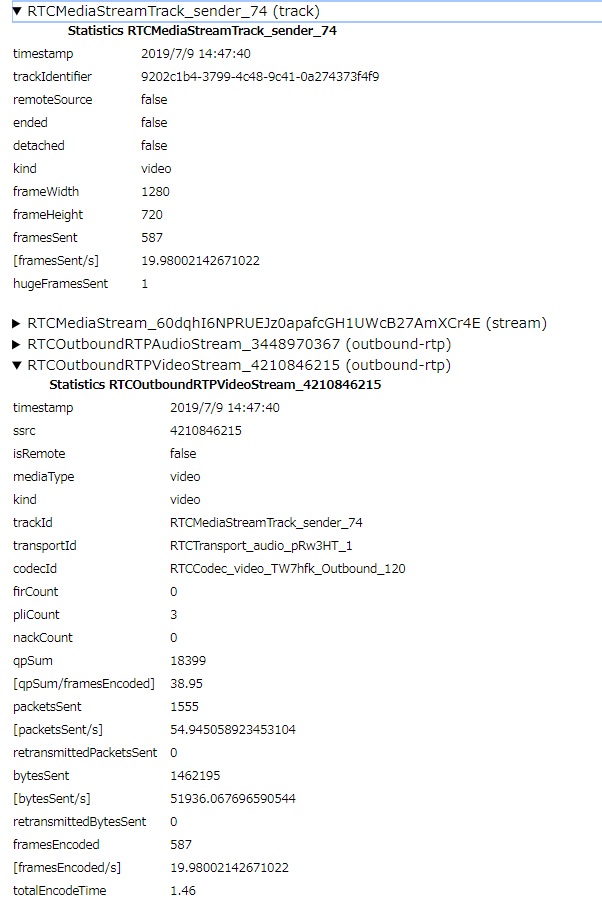 ▼ RTCMediaStreamTrack_sender_74 (track)
Statistics RTCMediaStreamTrack_sender_74
timestamp 2019/7/9 14:47:40
trackIdentifier 9202c1b4-3799-4c48-9c41-0a274373f4f9
remoteSource false
ended false
detached false
kind video
frameWidth 1280
frameHeight 720
framesSent 587
[framesSent/s] 19.98002142671022
hugeFramesSent 1
▶ RTCMediaStream_60dqhI6NPRUEJz0apafcGH1UWcB27AmXCr4E (stream)
▶ RTCOutboundRTPAudioStream_3448970367 (outbound-rtp)
▼ RTCOutboundRTPVideoStream_4210846215 (outbound-rtp)
Statistics RTCOutboundRTPVideoStream_4210846215
timestamp 2019/7/9 14:47:40
ssrc 4210846215
isRemote false
mediaType video
kind video
trackId RTCMediaStreamTrack_sender_74
transportId RTCTransport_audio_pRw3HT_1
codecId RTCCodec_video_TW7hfk_Outbound_120
firCount 0
pliCount 3
nackCount 0
qpSum 18399
[qpSum/framesEncoded] 38.95
packetsSent 1555
[packetsSent/s] 54.945058923453104
retransmittedPacketsSent 0
bytesSent 1462195
[bytesSent/s] 51936.067696590544
retransmittedBytesSent 0
framesEncoded 587
[framesEncoded/s] 19.98002142671022
totalEncodeTime 1.46